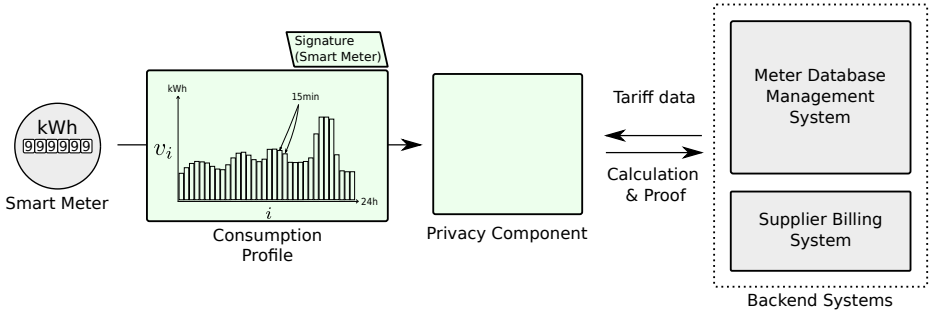 kWh
999999
Smart Meter
Signature
(Smart Meter)
kWh
15min
v_i
24h
i
Consumption
Profile
Privacy Component
Tariff data
Calculation
& Proof
Meter Database
Management
System
Supplier Billing
System
Backend Systems